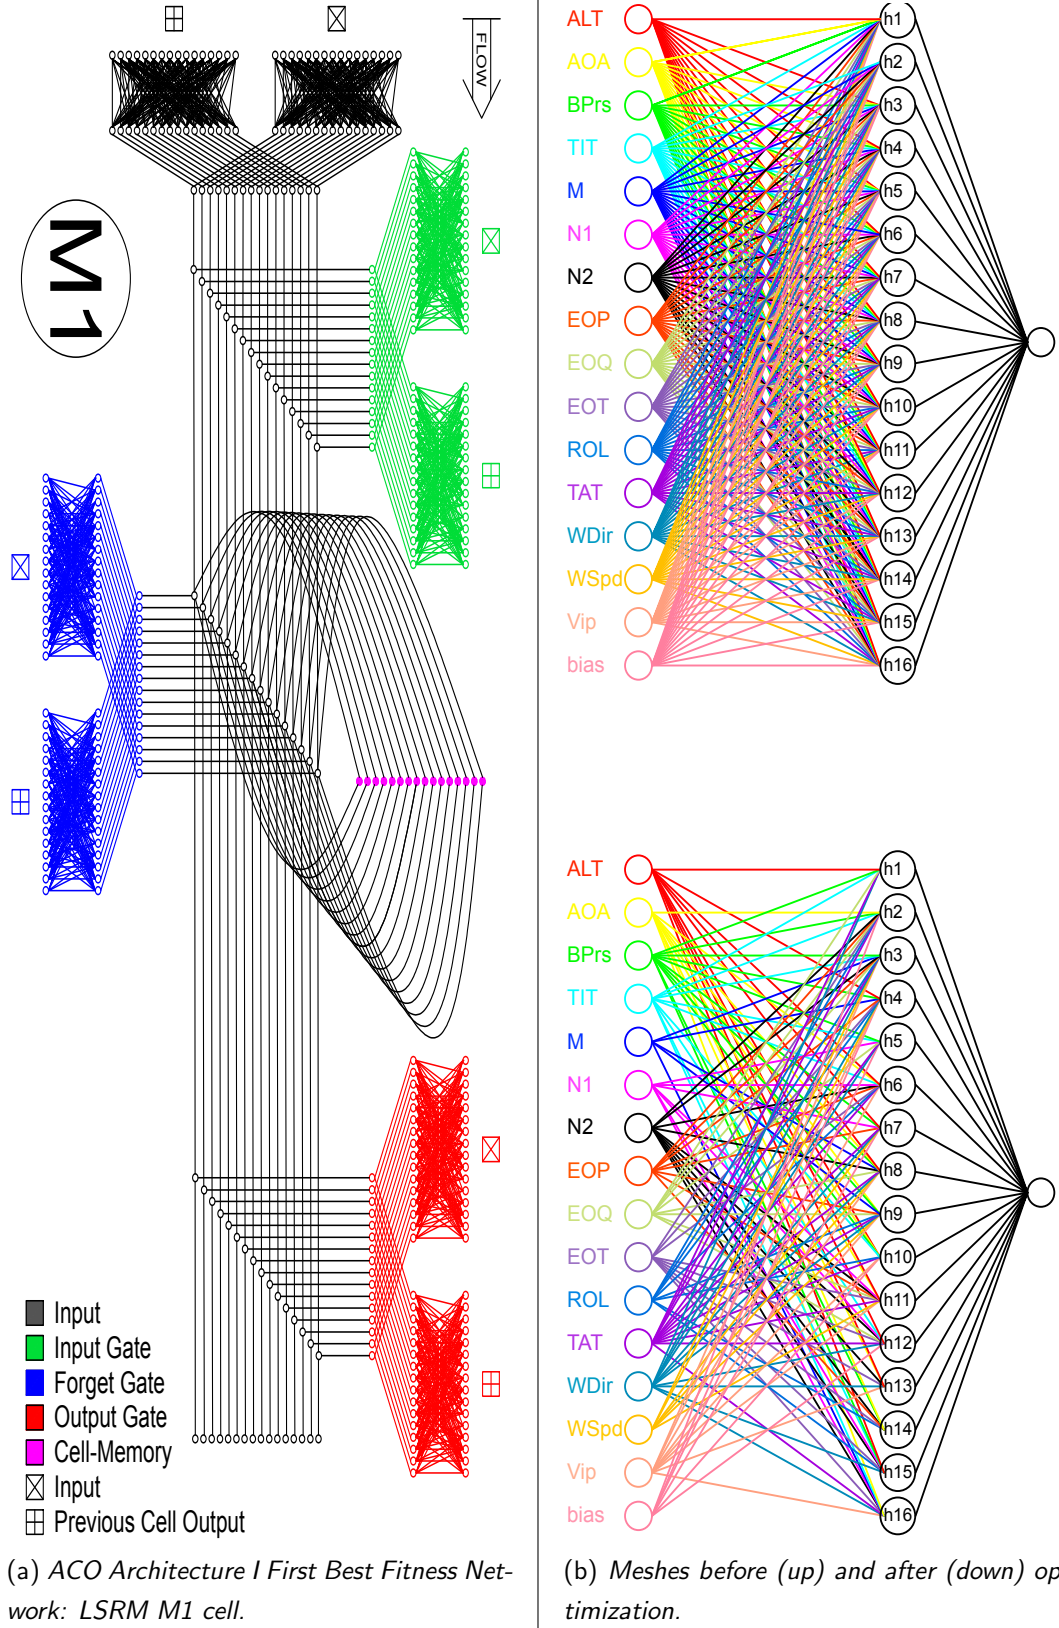 FLOW
M1
Input
Input Gate
Forget Gate
Output Gate
Cell-Memory
Input
Previous Cell Output
(a) ACO Architecture I First Best Fitness Net-
work: LSRM M1 cell.
ALT
AOA
BPrs
TIT
M
N1
N2
EOP
EOQ
EOT
ROL
TAT
WDir
WSpd
Vip
bias
h1
h2
h3
h4
h5
h6
h7
h8
h9
h10
h11
h12
h13
h14
h15
h16
ALT
AOA
BPrs
TIT
M
N1
N2
EOP
EOQ
EOT
ROL
TAT
WDir
WSpd
Vip
bias
h1
h2
h3
h4
h5
h6
h7
h8
h9
h10
h11
h12
h13
h14
h15
h16
(b) Meshes before (up) and after (down) op
timization.